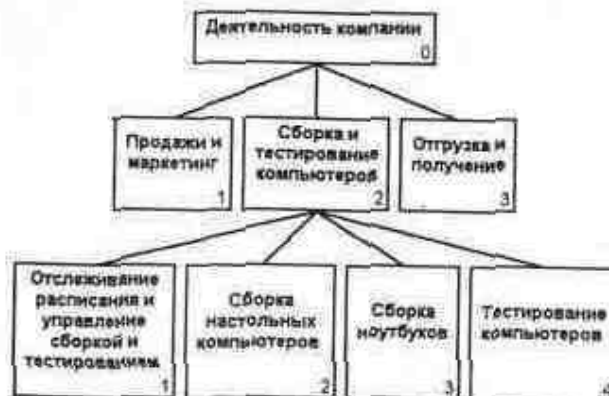 Деятельность компании
0
Продажи и
маркетинг
1
Сборка и
тестирование
компьютеров
2
Отгрузка и
получение
3
Отслеживание
расписания и
управление
сборкой и
тестированием
1
Сборка
настольных
компьютеров
2
Сборка
ноутбуков
3
Тестирование
компьютеров
4